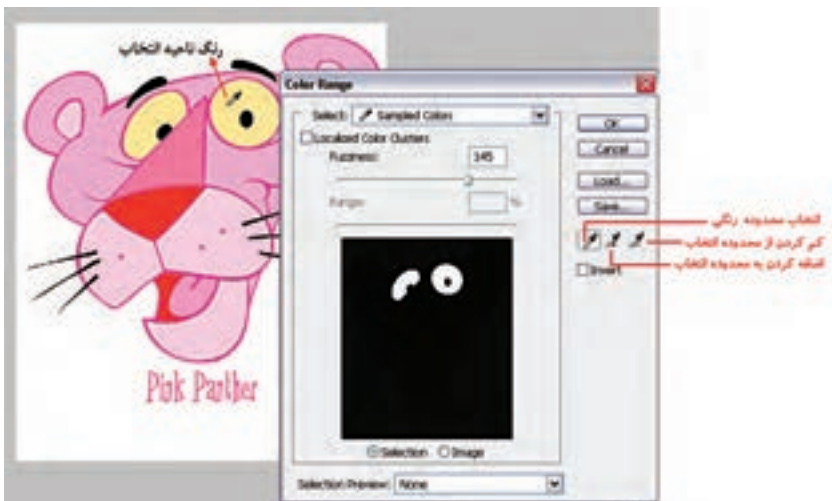 رنگ ناحیه انتخاب
Pink Panther
Color Range
Select: Sampled Colors
Localized Color Clusters
Fuzziness: 145
Range: %
Selection Image
Selection Preview: None
OK
Cancel
Load...
Save...
Invert
انتخاب محدوده رنگی
کم کردن از محدوده انتخاب
اضافه کردن به محدوده انتخاب